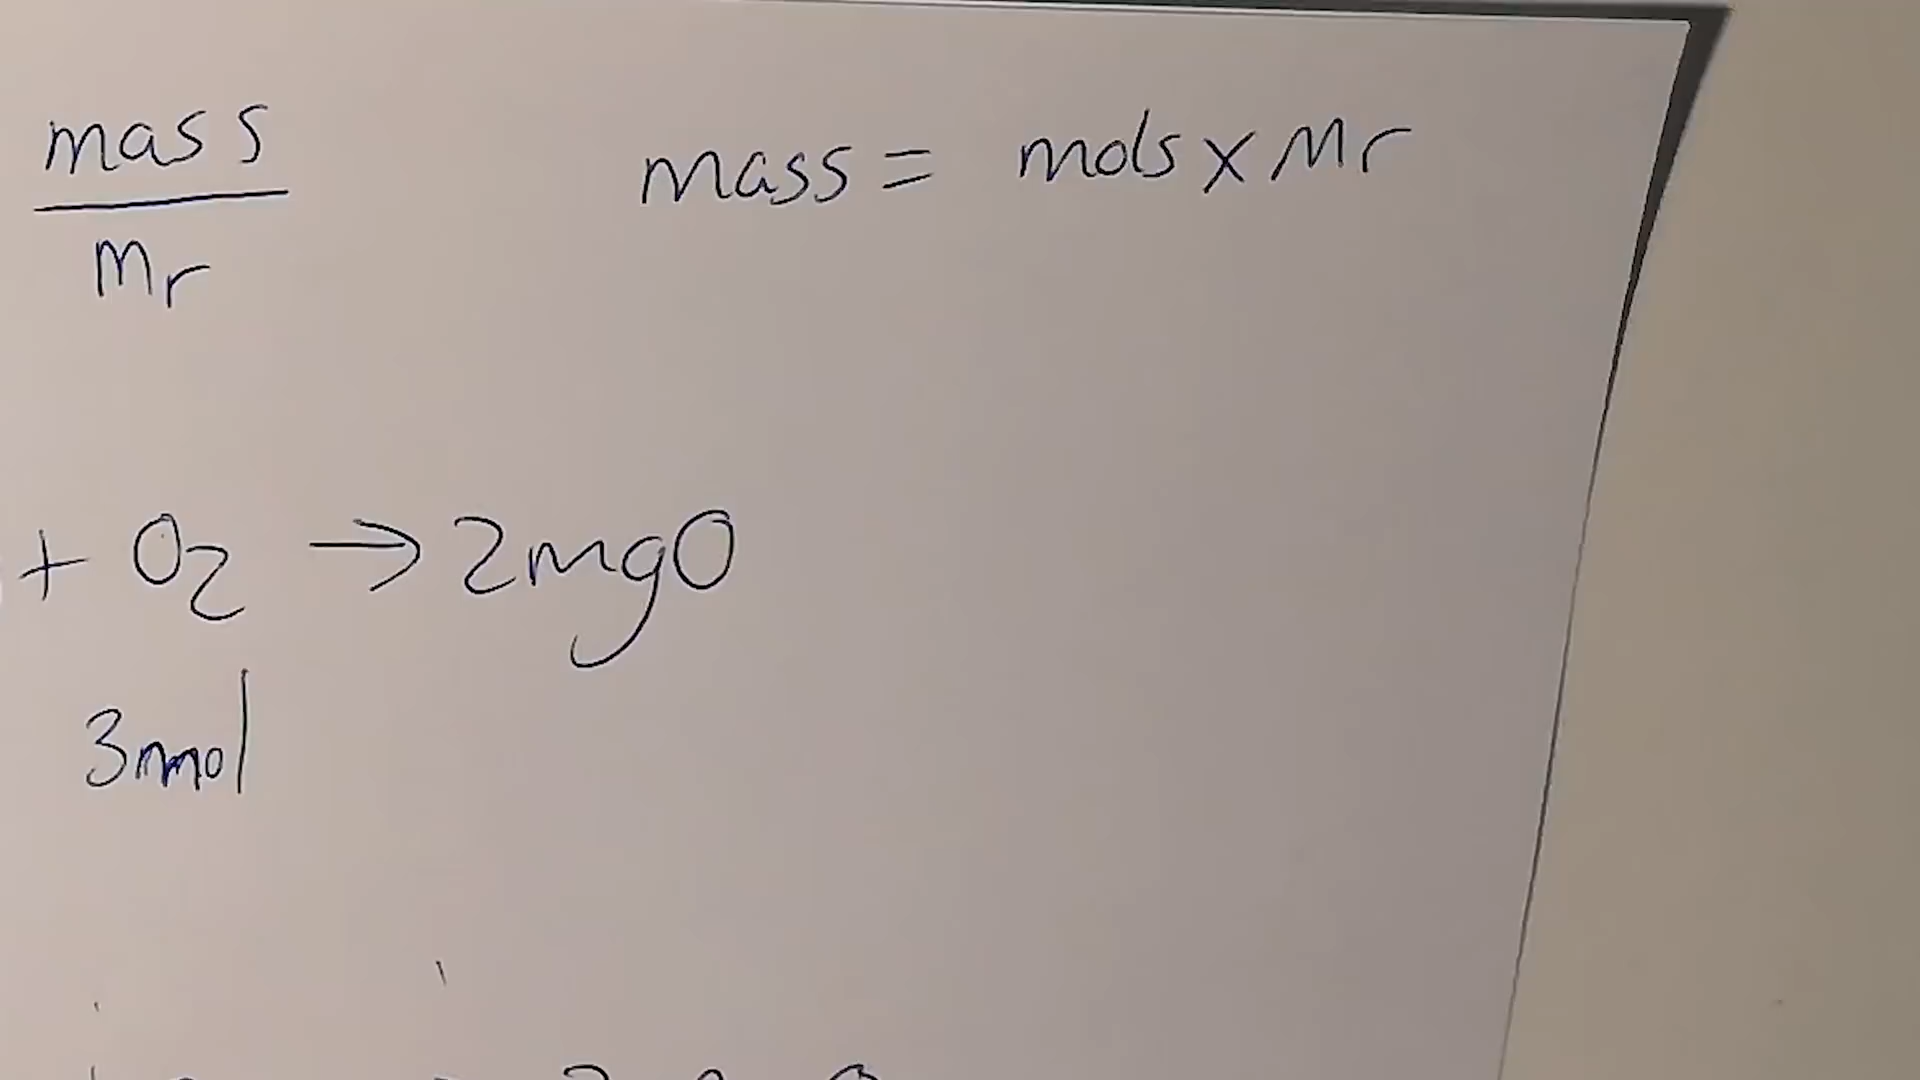 mass mass = mols x Mr
Mr
+ O2 → 2mgO
3mol